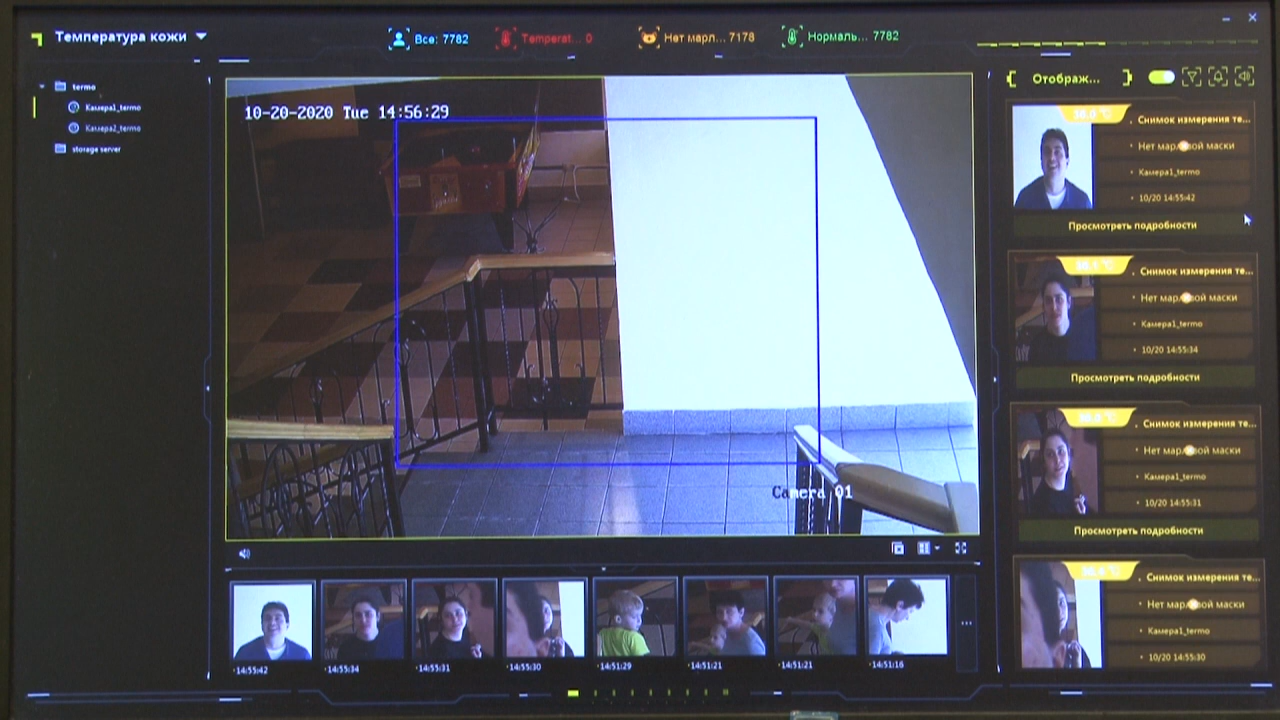 Температура кожи
Все: 7782
Temperat... 0
Нет марл... 7178
Нормаль... 7782
termo
Камера1_termo
Камера2_termo
storage server
10-20-2020 Tue 14:56:29
Camera 01
Отображ...
Снимок измерения те...
Нет марлевой маски
Камера1_termo
10/20 14:55:42
Просмотреть подробности
Снимок измерения те...
Нет марлевой маски
Камера1_termo
10/20 14:55:34
Просмотреть подробности
Снимок измерения те...
Нет марлевой маски
Камера1_termo
10/20 14:55:31
Просмотреть подробности
Снимок измерения те...
Нет марлевой маски
Камера1_termo
10/20 14:55:30
14:55:42
14:55:34
14:55:31
14:55:30
14:51:29
14:51:21
14:51:21
14:51:16
...